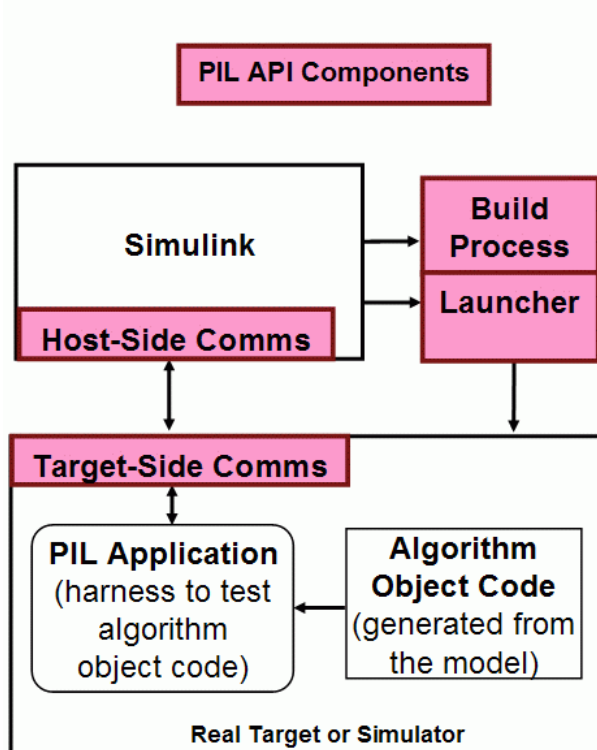 PIL API Components
Simulink
Build
Process
Launcher
Host-Side Comms
Target-Side Comms
PIL Application
(harness to test
algorithm
object code)
Algorithm
Object Code
(generated from
the model)
Real Target or Simulator